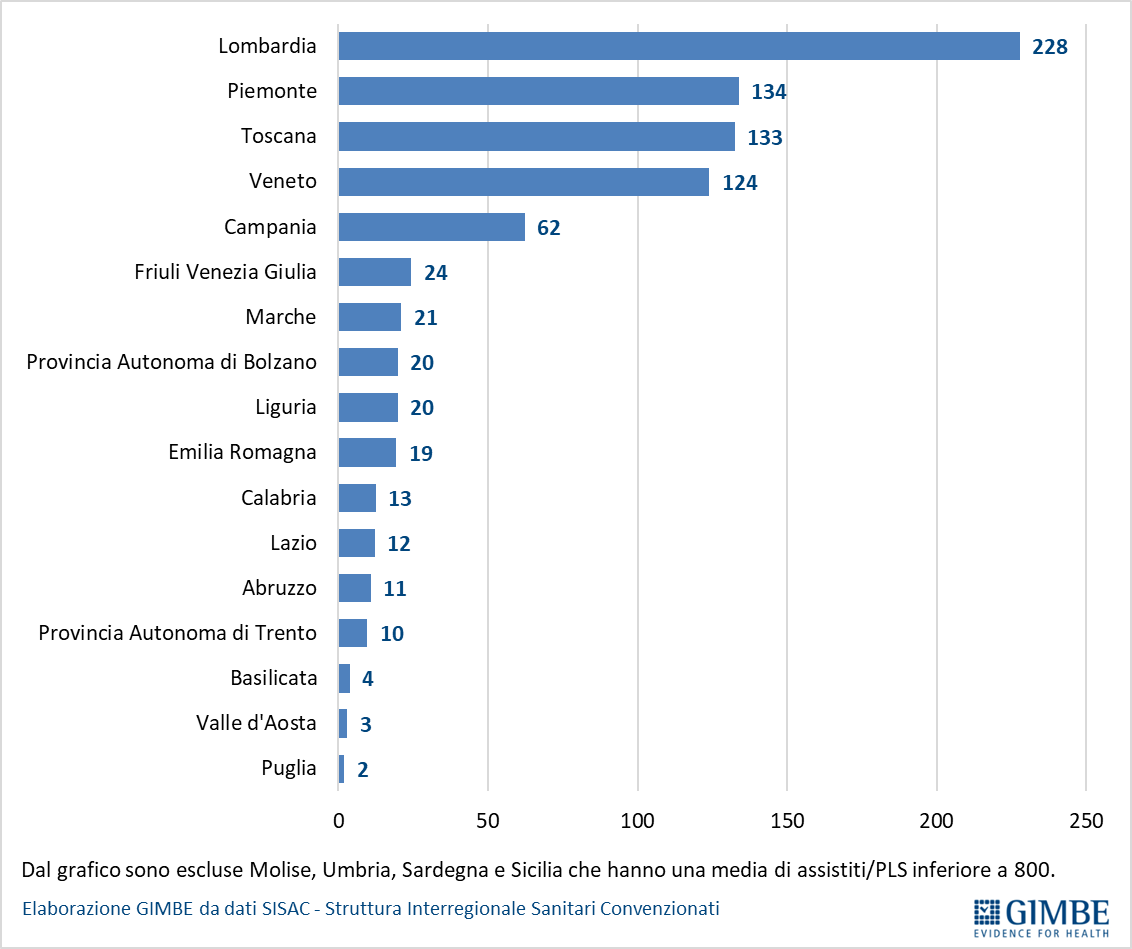 Lombardia 228
Piemonte 134
Toscana 133
Veneto 124
Campania 62
Friuli Venezia Giulia 24
Marche 21
Provincia Autonoma di Bolzano 20
Liguria 20
Emilia Romagna 19
Calabria 13
Lazio 12
Abruzzo 11
Provincia Autonoma di Trento 10
Basilicata 4
Valle d'Aosta 3
Puglia 2
0 50 100 150 200 250
Dal grafico sono escluse Molise, Umbria, Sardegna e Sicilia che hanno una media di assistiti/PLS inferiore a 800.
Elaborazione GIMBE da dati SISAC - Struttura Interregionale Sanitari Convenzionati
GIMBE
EVIDENCE FOR HEALTH